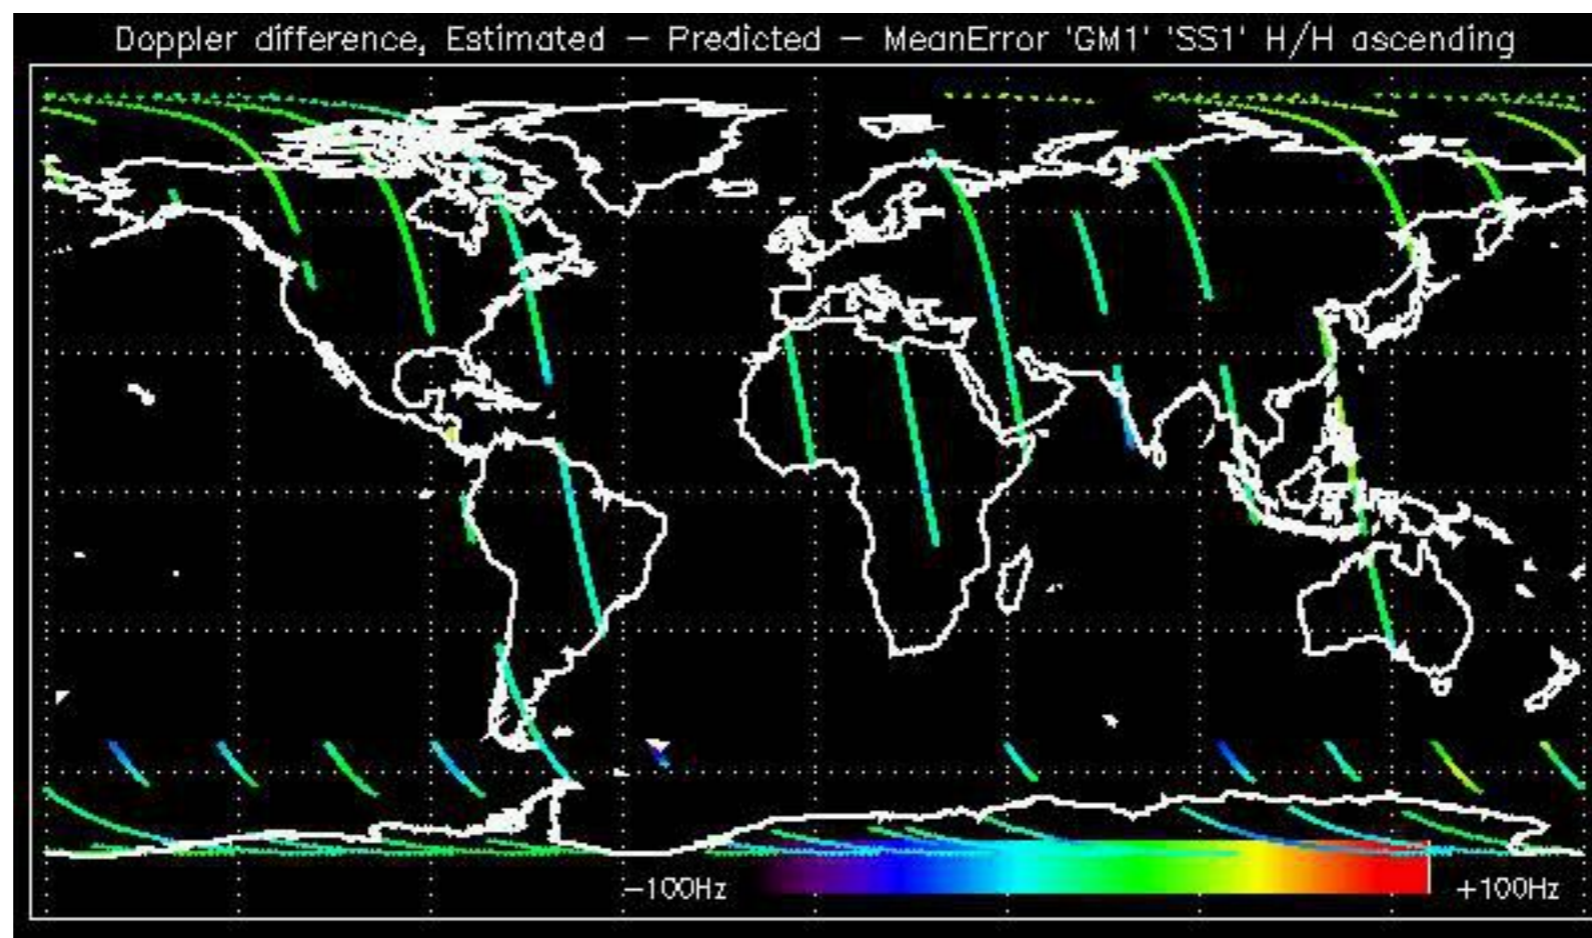 Doppler difference, Estimated – Predicted – MeanError 'GM1' 'SS1' H/H ascending
–100Hz
+100Hz